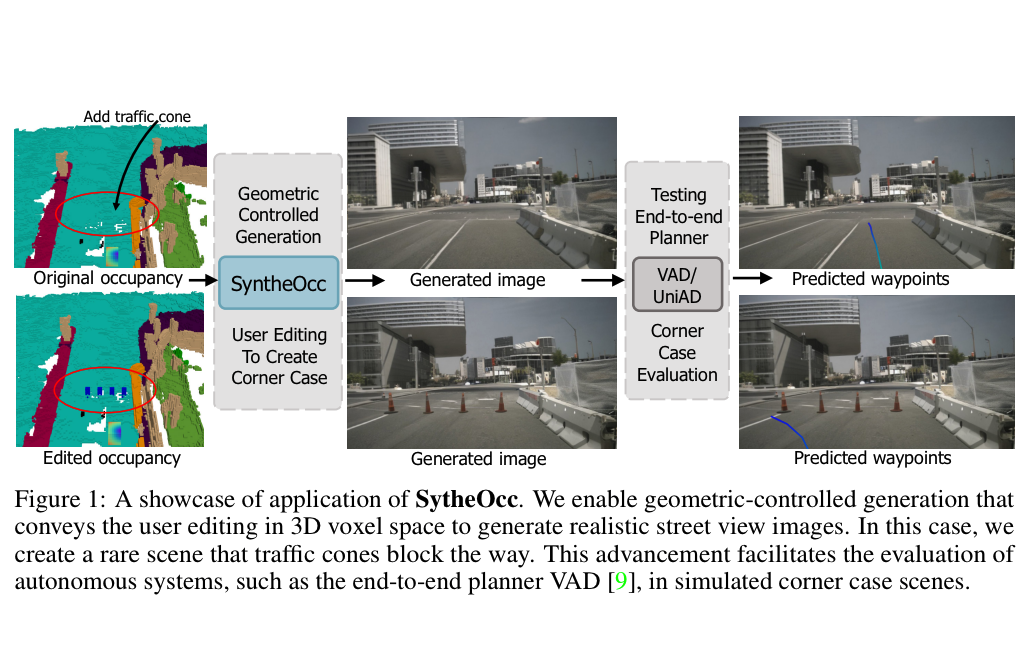 Add traffic cone
Original occupancy
Edited occupancy
Geometric
Controlled
Generation
SyntheOcc
User Editing
To Create
Corner Case
Generated image
Generated image
Testing
End-to-end
Planner
VAD/
UniAD
Corner
Case
Evaluation
Predicted waypoints
Predicted waypoints
Figure 1: A showcase of application of SytheOcc. We enable geometric-controlled generation that
conveys the user editing in 3D voxel space to generate realistic street view images. In this case, we
create a rare scene that traffic cones block the way. This advancement facilitates the evaluation of
autonomous systems, such as the end-to-end planner VAD [9], in simulated corner case scenes.